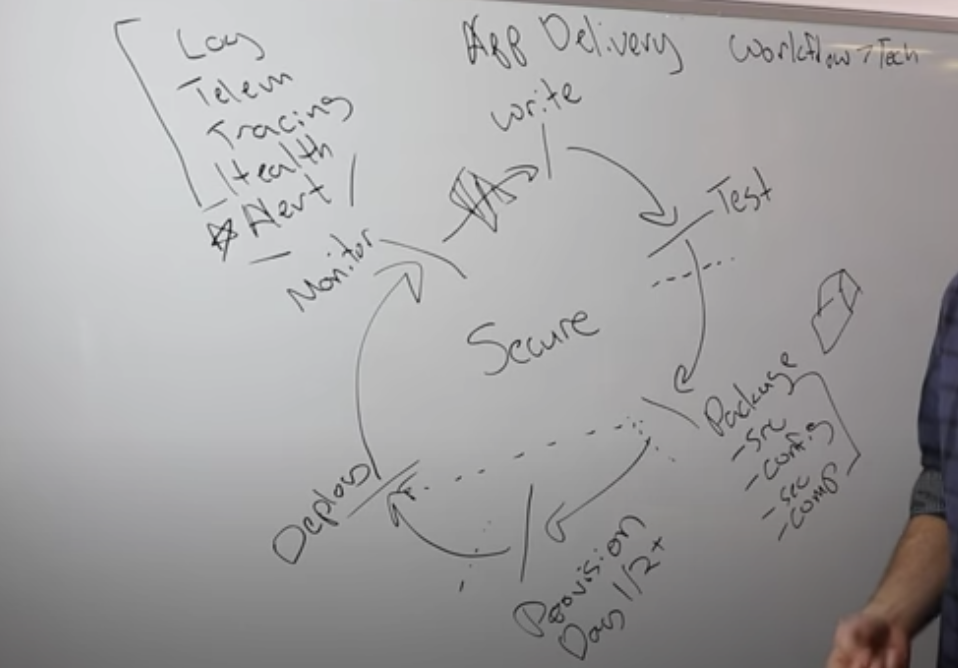 App Delivery
Workflow > Tech
Log
Telem
Tracing
Health
Alert
Monitor
Write
Test
Secure
Package
- src
- config
- sec
- comp
Provision
Day 1/2+
Deploy